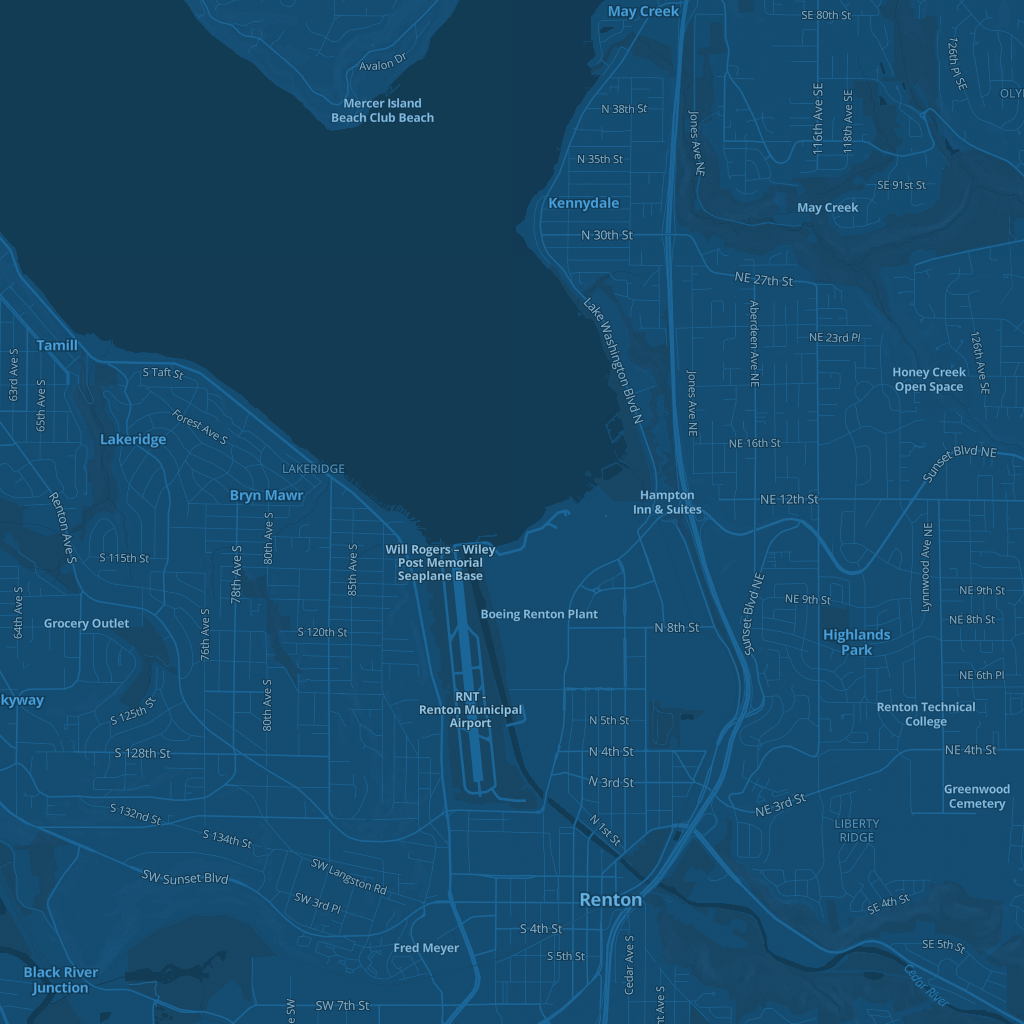 May Creek
SE 80th St
Avalon Dr
126th Pl SE
Mercer Island
Beach Club Beach
N 38th St
116th Ave SE
118th Ave SE
Jones Ave NE
N 35th St
SE 91st St
Kennydale
May Creek
N 30th St
NE 27th St
Lake Washington Blvd N
Aberdeen Ave NE
NE 23rd Pl
Tamill
63rd Ave S
65th Ave S
S Taft St
126th Ave SE
Honey Creek
Open Space
Jones Ave NE
Forest Ave S
Lakeridge
NE 16th St
LAKERIDGE
Sunset Blvd NE
Bryn Mawr
Hampton
Inn & Suites
NE 12th St
Renton Ave S
80th Ave S
S 115th St
78th Ave S
85th Ave S
Will Rogers – Wiley
Post Memorial
Seaplane Base
Lynnwood Ave NE
64th Ave S
Sunset Blvd NE
NE 9th St
NE 9th St
Grocery Outlet
Boeing Renton Plant
NE 8th St
76th Ave S
S 120th St
N 8th St
Highlands
Park
NE 6th Pl
kyway
80th Ave S
S 125th St
RNT -
Renton Municipal
Airport
N 5th St
Renton Technical
College
S 128th St
N 4th St
NE 4th St
N 3rd St
Greenwood
Cemetery
NE 3rd St
S 132nd St
S 134th St
N 1st St
LIBERTY
RIDGE
SW Sunset Blvd
SW Langston Rd
SW 3rd Pl
Renton
SE 4th St
S 4th St
Fred Meyer
S 5th St
Cedar Ave S
SE 5th St
Black River
Junction
Cedar River
SW 7th St